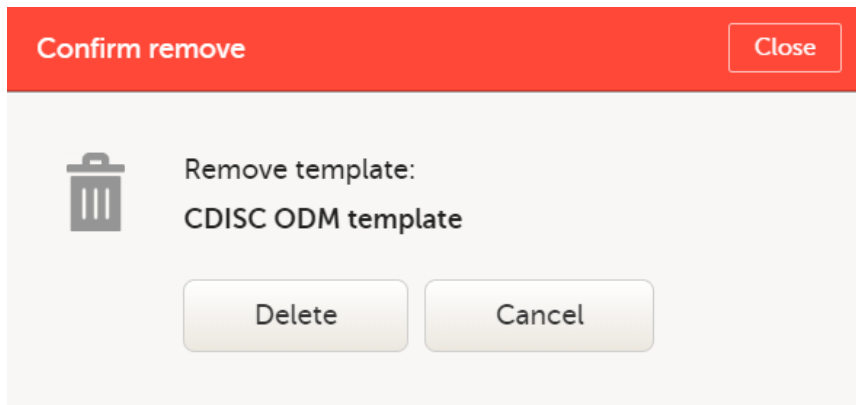 Confirm remove
Close
Remove template:
CDISC ODM template
Delete
Cancel